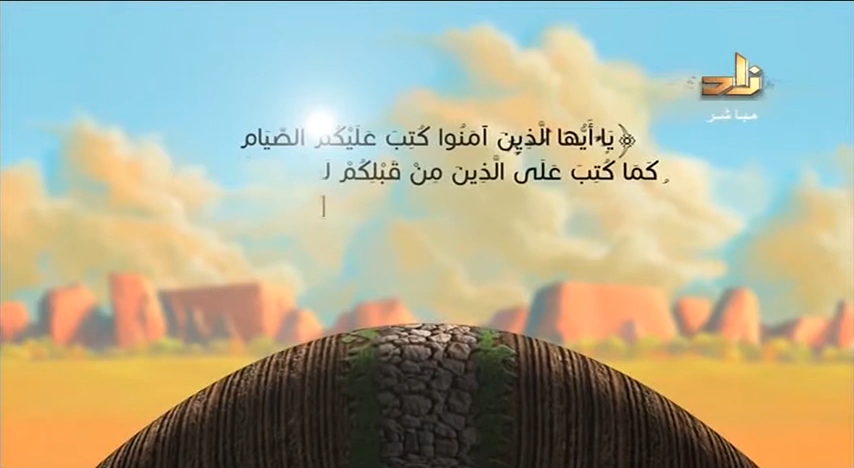 زاد
مباشر
﴿يَا أَيُّهَا الَّذِينَ آمَنُوا كُتِبَ عَلَيْكُمُ الصِّيَام
كَمَا كُتِبَ عَلَى الَّذِينَ مِنْ قَبْلِكُمْ لَ